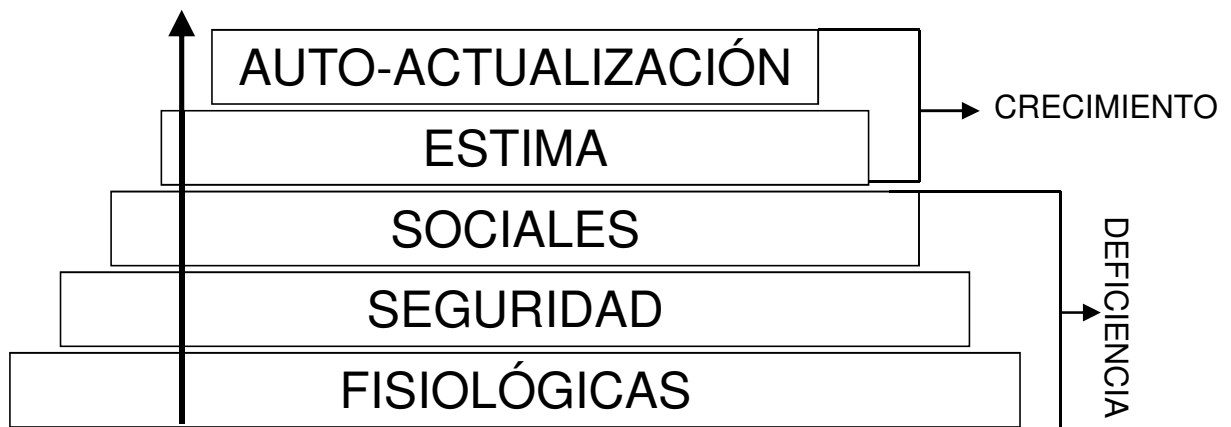 AUTO-ACTUALIZACIÓN
CRECIMIENTO
ESTIMA
SOCIALES
SEGURIDAD
FISIOLÓGICAS
DEFICIENCIA